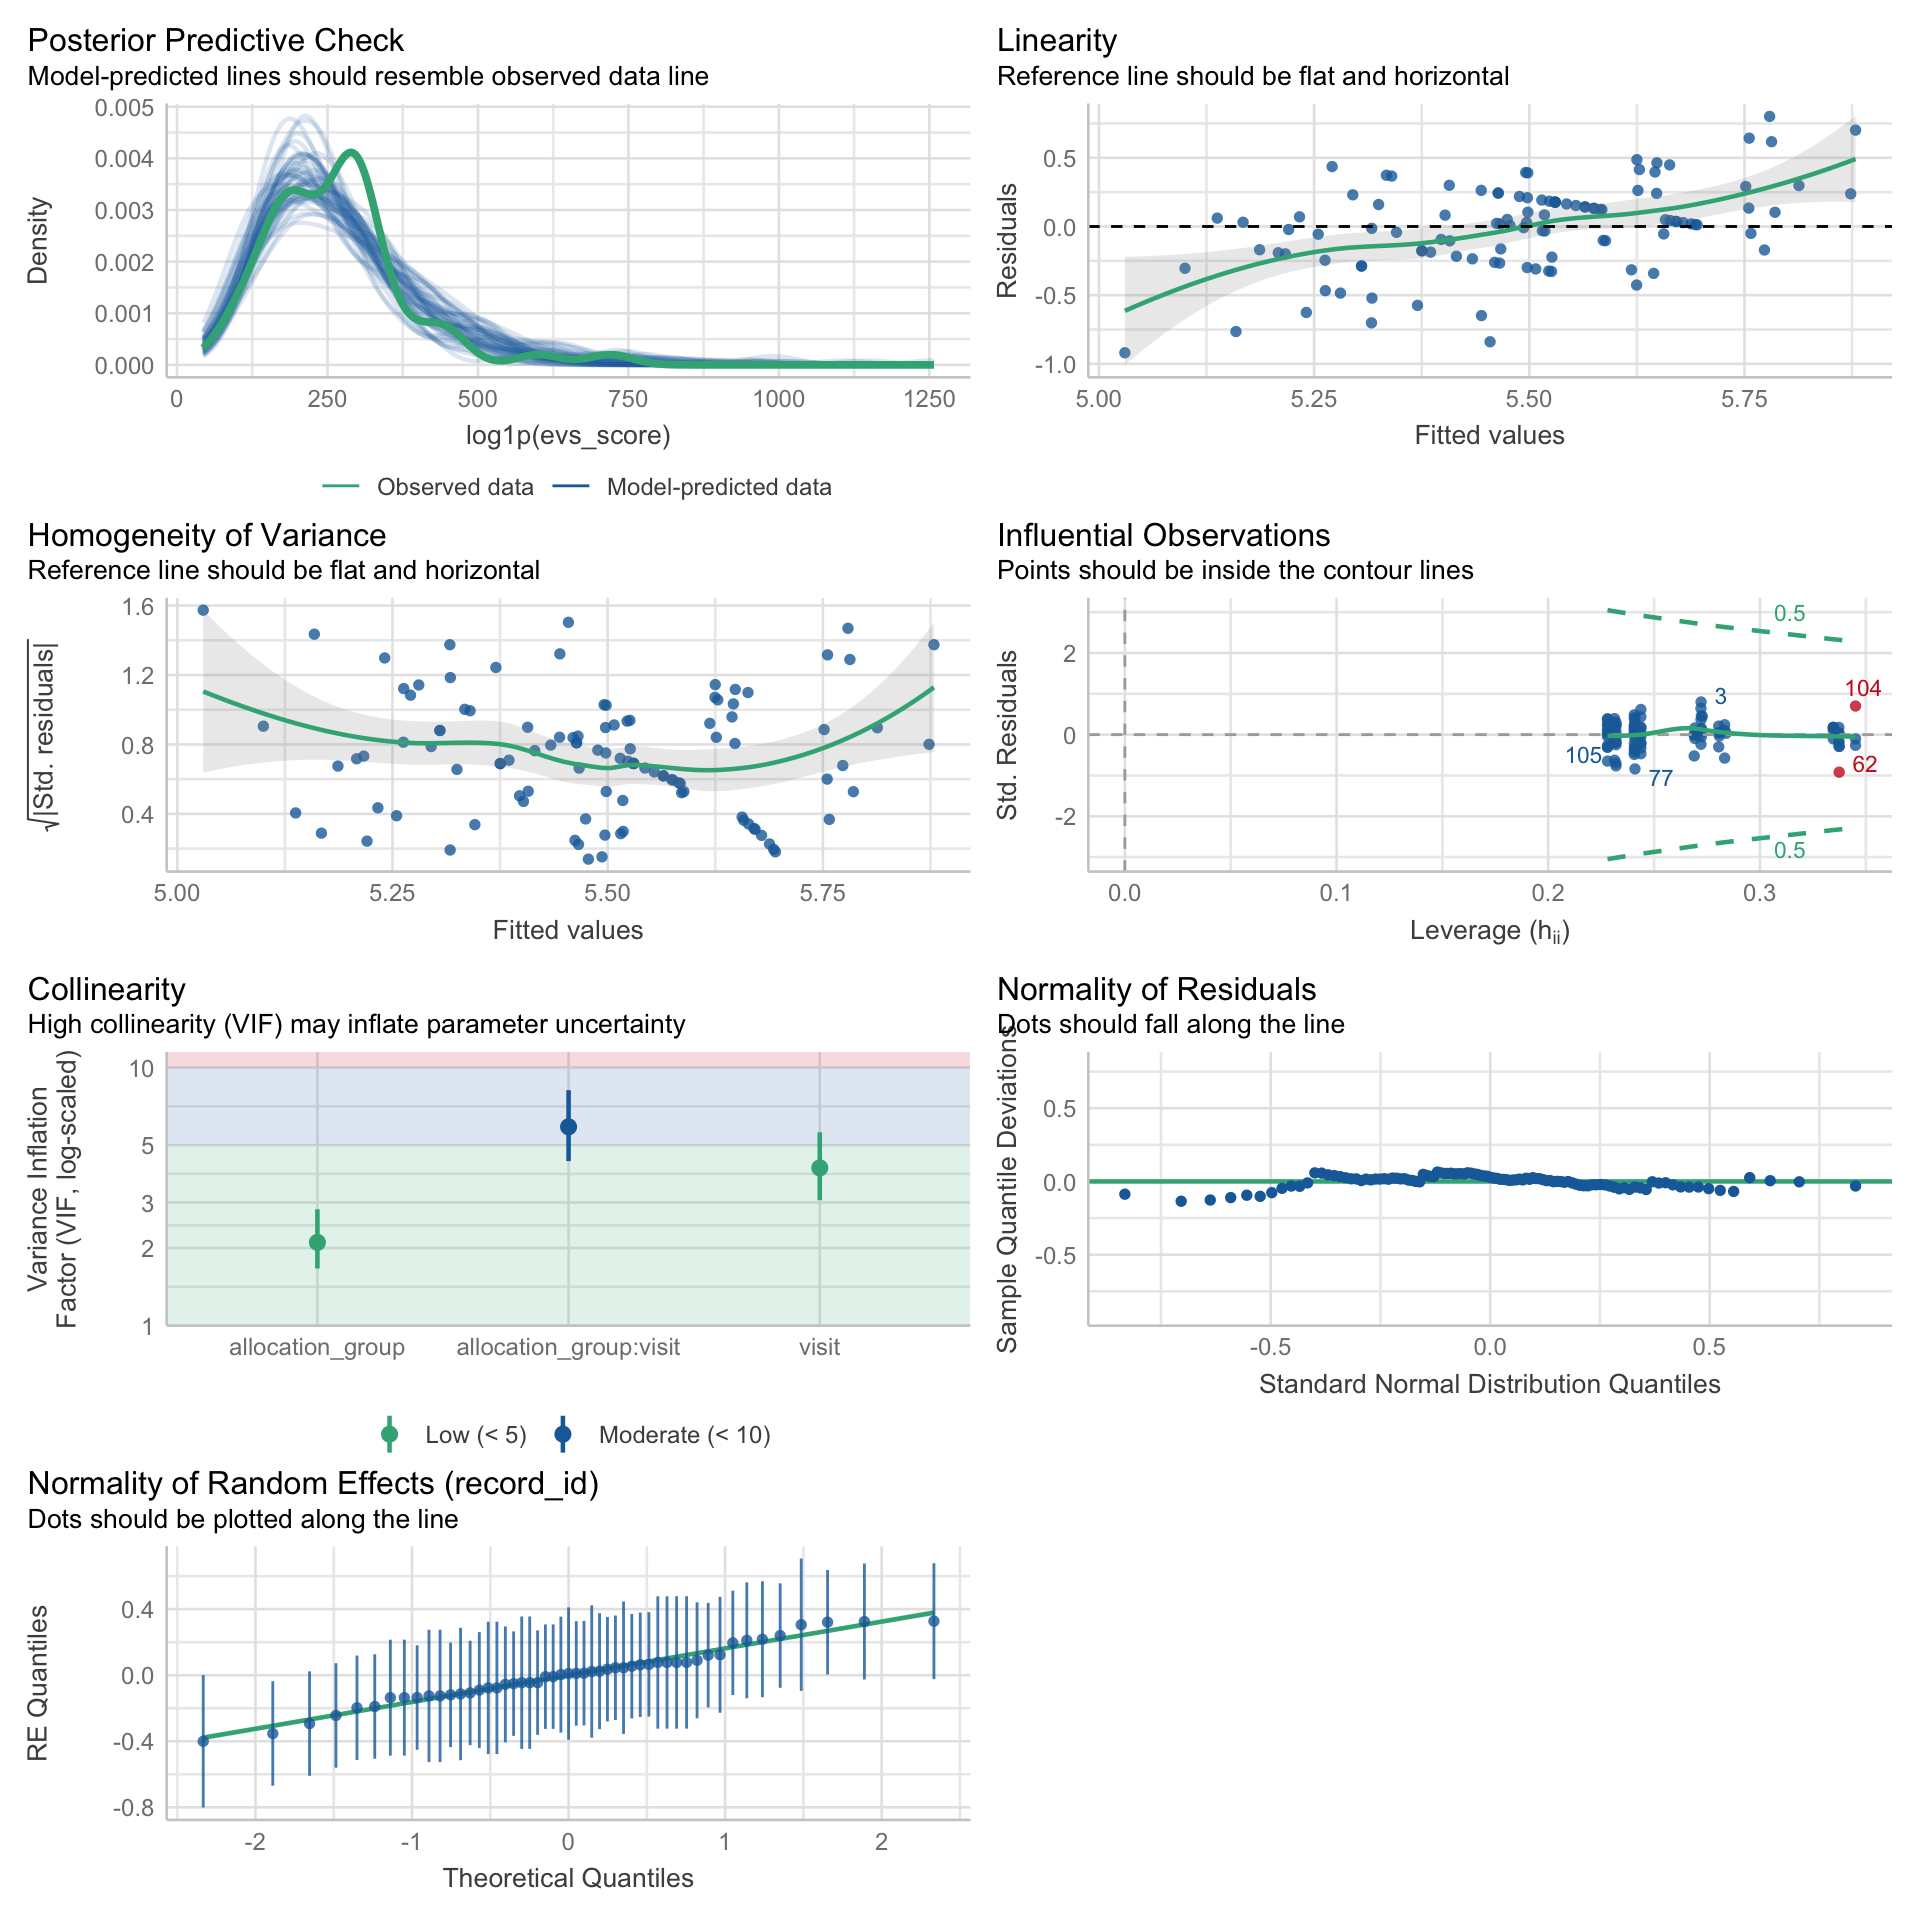 Posterior Predictive Check
Model-predicted lines should resemble observed data line
0.005
0.004
0.003
0.002
0.001
0.000
Density
0 250 500 750 1000 1250
log1p(evs_score)
Observed data Model-predicted data
Linearity
Reference line should be flat and horizontal
0.5
0.0
-0.5
-1.0
Residuals
5.00 5.25 5.50 5.75
Fitted values
Homogeneity of Variance
Reference line should be flat and horizontal
1.6
1.2
0.8
0.4
√|Std. residuals|
5.00 5.25 5.50 5.75
Fitted values
Influential Observations
Points should be inside the contour lines
2
0
-2
Std. Residuals
0.5
104
3
105
62
77
0.5
0.0 0.1 0.2 0.3
Leverage (hii)
Collinearity
High collinearity (VIF) may inflate parameter uncertainty
10
5
3
2
1
Variance Inflation
Factor (VIF, log-scaled)
allocation_group allocation_group:visit visit
Low (< 5) Moderate (< 10)
Normality of Residuals
Dots should fall along the line
0.5
0.0
-0.5
Sample Quantile Deviations
-0.5 0.0 0.5
Standard Normal Distribution Quantiles
Normality of Random Effects (record_id)
Dots should be plotted along the line
0.4
0.0
-0.4
-0.8
RE Quantiles
-2 -1 0 1 2
Theoretical Quantiles